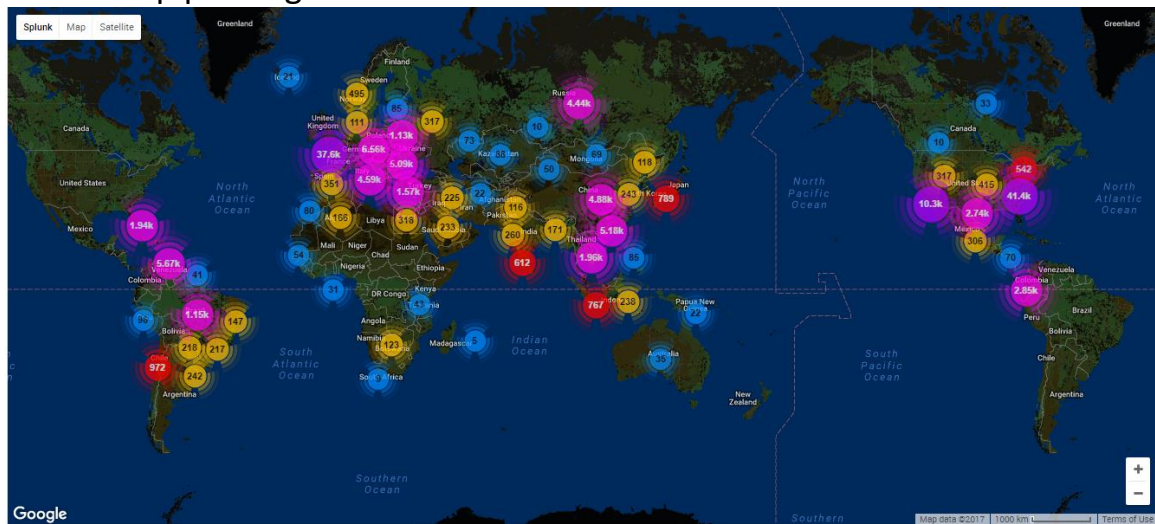 Splunk Map Satellite
Greenland
Greenland
Finland
21
Sweden
495
Russia
4.44k
85
33
United
Kingdom
111
317
1.13k
10
Canada
Canada
10
37.6k
6.56k
73
Kazakhstan
Mongolia
69
5.09k
50
118
542
United States
351
4.59k
1.57k
Turkey
317
415
North
Atlantic
Ocean
225
22
Afghanistan
China
4.88k
243
Japan
789
North
Pacific
Ocean
10.3k
41.4k
North
Atlantic
Ocean
80
Libya
318
233
116
Pakistan
2.74k
Mexico
1.94k
260
India
171
5.18k
Mexico
306
Mali
Niger
Chad
Sudan
Thailand
54
Nigeria
Ethiopia
612
1.96k
85
70
5.67k
Venezuela
41
Colombia
Venezuela
31
DR Congo
Kenya
767
238
Papua New
Guinea
22
2.85k
1.15k
147
Angola
Peru
Brazil
Bolivia
Bolivia
218
217
Namibia
123
Madagascar
5
Indian
Ocean
Australia
South
Atlantic
Ocean
South
Pacific
Ocean
Chile
972
242
South Africa
Chile
Argentina
New
Zealand
Argentina
Southern
Ocean
Southern
+
−
Google
Map data ©2017
1000 km
Terms of Use